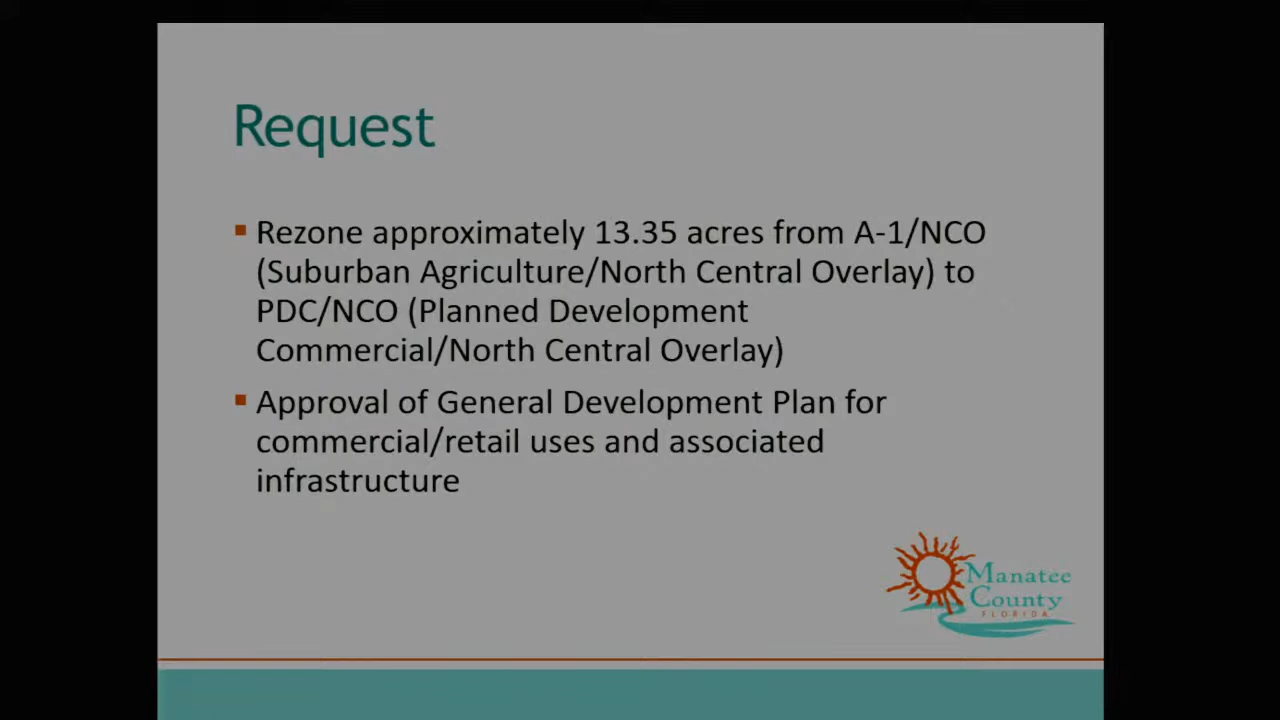 Request
▪ Rezone approximately 13.35 acres from A-1/NCO
(Suburban Agriculture/North Central Overlay) to
PDC/NCO (Planned Development
Commercial/North Central Overlay)
▪ Approval of General Development Plan for
commercial/retail uses and associated
infrastructure
Manatee
County
FLORIDA